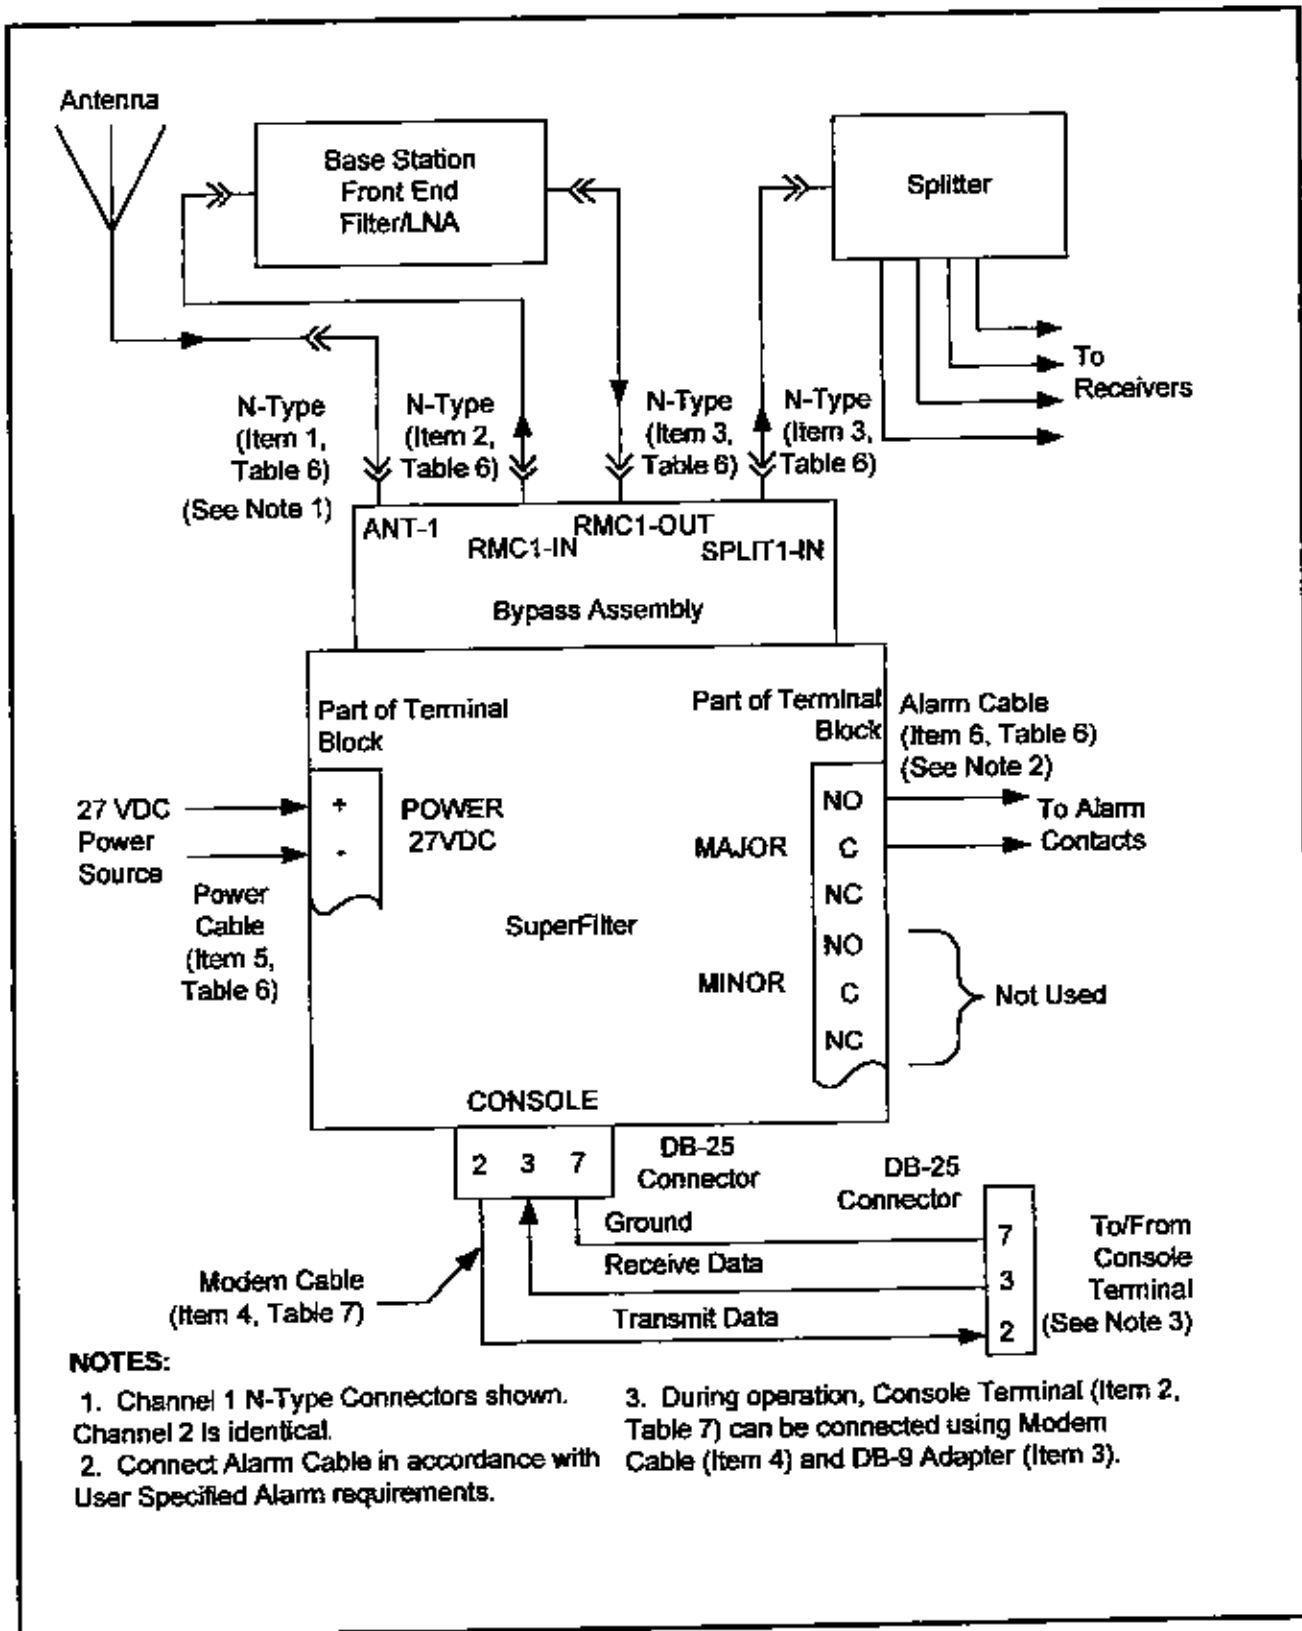 Antenna
Base Station
Front End
Filter/LNA
Splitter
To
Receivers
N-Type
(Item 1,
Table 6)
(See Note 1)
N-Type
(Item 2,
Table 6)
N-Type
(Item 3,
Table 6)
N-Type
(Item 3,
Table 6)
ANT-1
RMC1-IN
RMC1-OUT
SPLIT1-IN
Bypass Assembly
Part of Terminal
Block
Part of Terminal
Block
Alarm Cable
(Item 6, Table 6)
(See Note 2)
27 VDC
Power
Source
+
-
POWER
27VDC
Power
Cable
(Item 5,
Table 6)
SuperFilter
MAJOR
NO
C
NC
To Alarm
Contacts
MINOR
NO
C
NC
Not Used
CONSOLE
2 3 7
DB-25
Connector
DB-25
Connector
Ground
Receive Data
Transmit Data
7
3
2
To/From
Console
Terminal
(See Note 3)
Modem Cable
(Item 4, Table 7)
NOTES:
1. Channel 1 N-Type Connectors shown.
Channel 2 is identical.
2. Connect Alarm Cable in accordance with
User Specified Alarm requirements.
3. During operation, Console Terminal (Item 2,
Table 7) can be connected using Modem
Cable (Item 4) and DB-9 Adapter (Item 3).